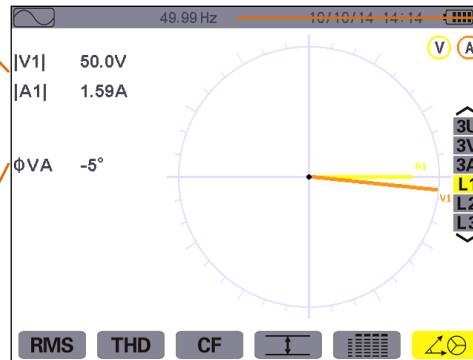 49.99 Hz 10/10/14 14:14
V A
|V1| 50.0V
|A1| 1.59A
ϕVA -5°
A1
V1
3U
3V
3A
L1
L2
L3
RMS THD CF